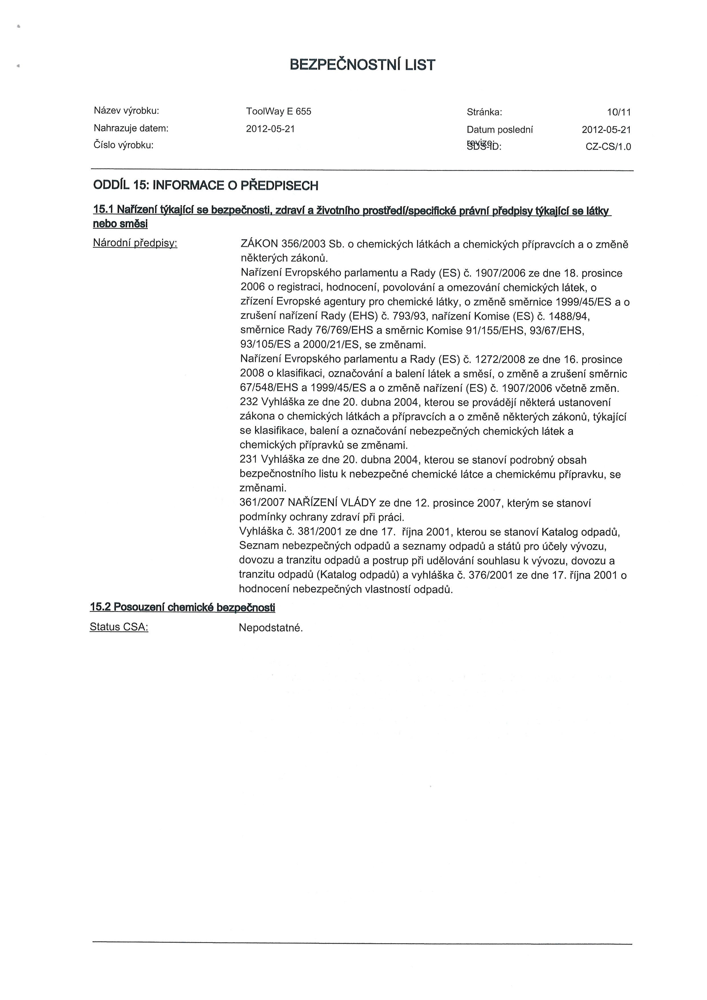 BEZPEČNOSTNÍ LIST
Název výrobku: ToolWay E 655 Stránka: 10/11
Nahrazuje datem: 2012-05-21 Datum poslední revize: 2012-05-21
Číslo výrobku: SDS-ID: CZ-CS/1.0
ODDÍL 15: INFORMACE O PŘEDPISECH
15.1 Nařízení týkající se bezpečnosti, zdraví a životního prostředí/specifické právní předpisy týkající se látky
nebo směsi
Národní předpisy: ZÁKON 356/2003 Sb. o chemických látkách a chemických přípravcích a o změně
některých zákonů.
Nařízení Evropského parlamentu a Rady (ES) č. 1907/2006 ze dne 18. prosince
2006 o registraci, hodnocení, povolování a omezování chemických látek, o
zřízení Evropské agentury pro chemické látky, o změně směrnice 1999/45/ES a o
zrušení nařízení Rady (EHS) č. 793/93, nařízení Komise (ES) č. 1488/94,
směrnice Rady 76/769/EHS a směrnic Komise 91/155/EHS, 93/67/EHS,
93/105/ES a 2000/21/ES, se změnami.
Nařízení Evropského parlamentu a Rady (ES) č. 1272/2008 ze dne 16. prosince
2008 o klasifikaci, označování a balení látek a směsí, o změně a zrušení směrnic
67/548/EHS a 1999/45/ES a o změně nařízení (ES) č. 1907/2006 včetně změn.
232 Vyhláška ze dne 20. dubna 2004, kterou se provádějí některá ustanovení
zákona o chemických látkách a přípravcích a o změně některých zákonů, týkající
se klasifikace, balení a označování nebezpečných chemických látek a
chemických přípravků se změnami.
231 Vyhláška ze dne 20. dubna 2004, kterou se stanoví podrobný obsah
bezpečnostního listu k nebezpečné chemické látce a chemickému přípravku, se
změnami.
361/2007 NAŘÍZENÍ VLÁDY ze dne 12. prosince 2007, kterým se stanoví
podmínky ochrany zdraví při práci.
Vyhláška č. 381/2001 ze dne 17. října 2001, kterou se stanoví Katalog odpadů,
Seznam nebezpečných odpadů a seznamy odpadů a států pro účely vývozu,
dovozu a tranzitu odpadů a postup při udělování souhlasu k vývozu, dovozu a
tranzitu odpadů (Katalog odpadů) a vyhláška č. 376/2001 ze dne 17. října 2001 o
hodnocení nebezpečných vlastností odpadů.
15.2 Posouzení chemické bezpečnosti
Status CSA: Nepodstatné.